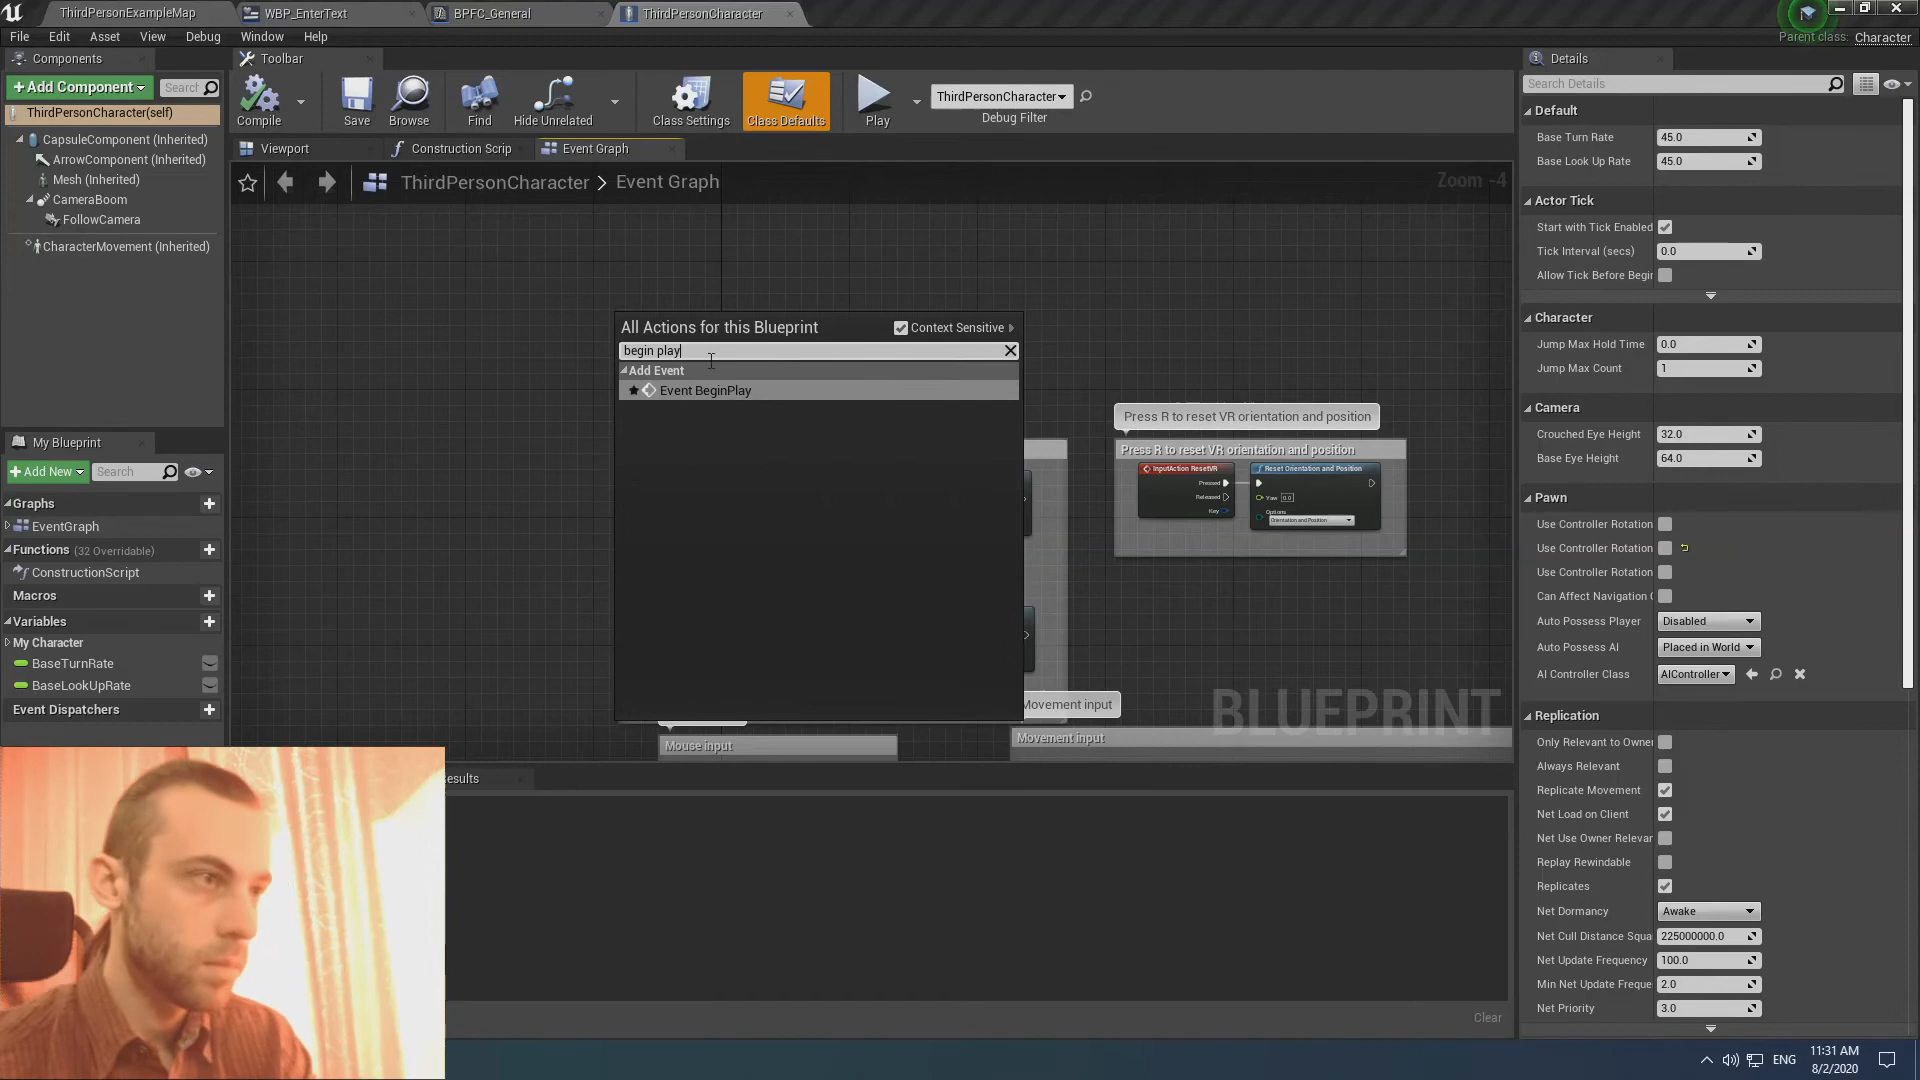 ThirdPersonExampleMap
WBP_EnterText
BPFC_General
ThirdPersonCharacter
File Edit Asset View Debug Window Help
Parent class: Character
Components
Toolbar
Details
+Add Component
Search
ThirdPersonCharacter(self)
CapsuleComponent (Inherited)
ArrowComponent (Inherited)
Mesh (Inherited)
CameraBoom
FollowCamera
CharacterMovement (Inherited)
Compile
Save
Browse
Find
Hide Unrelated
Class Settings
Class Defaults
Play
ThirdPersonCharacter
Debug Filter
Viewport
Construction Scrip
Event Graph
ThirdPersonCharacter > Event Graph
Zoom -4
All Actions for this Blueprint
Context Sensitive
begin play
Add Event
Event BeginPlay
Press R to reset VR orientation and position
Press R to reset VR orientation and position
InputAction ResetVR
Pressed
Released
Key
Reset Orientation and Position
Yaw 0.0
Options
Orientation and Position
Movement input
Movement input
Mouse input
BLUEPRINT
My Blueprint
+Add New
Search
Graphs
EventGraph
Functions (32 Overridable)
ConstructionScript
Macros
Variables
My Character
BaseTurnRate
BaseLookUpRate
Event Dispatchers
esults
Clear
Search Details
Default
Base Turn Rate 45.0
Base Look Up Rate 45.0
Actor Tick
Start with Tick Enabled
Tick Interval (secs) 0.0
Allow Tick Before Begin
Character
Jump Max Hold Time 0.0
Jump Max Count 1
Camera
Crouched Eye Height 32.0
Base Eye Height 64.0
Pawn
Use Controller Rotation
Use Controller Rotation
Use Controller Rotation
Can Affect Navigation
Auto Possess Player Disabled
Auto Possess AI Placed in World
AI Controller Class AIController
Replication
Only Relevant to Owner
Always Relevant
Replicate Movement
Net Load on Client
Net Use Owner Relevan
Replay Rewindable
Replicates
Net Dormancy Awake
Net Cull Distance Squa 225000000.0
Net Update Frequency 100.0
Min Net Update Freque 2.0
Net Priority 3.0
ENG
11:31 AM
8/2/2020